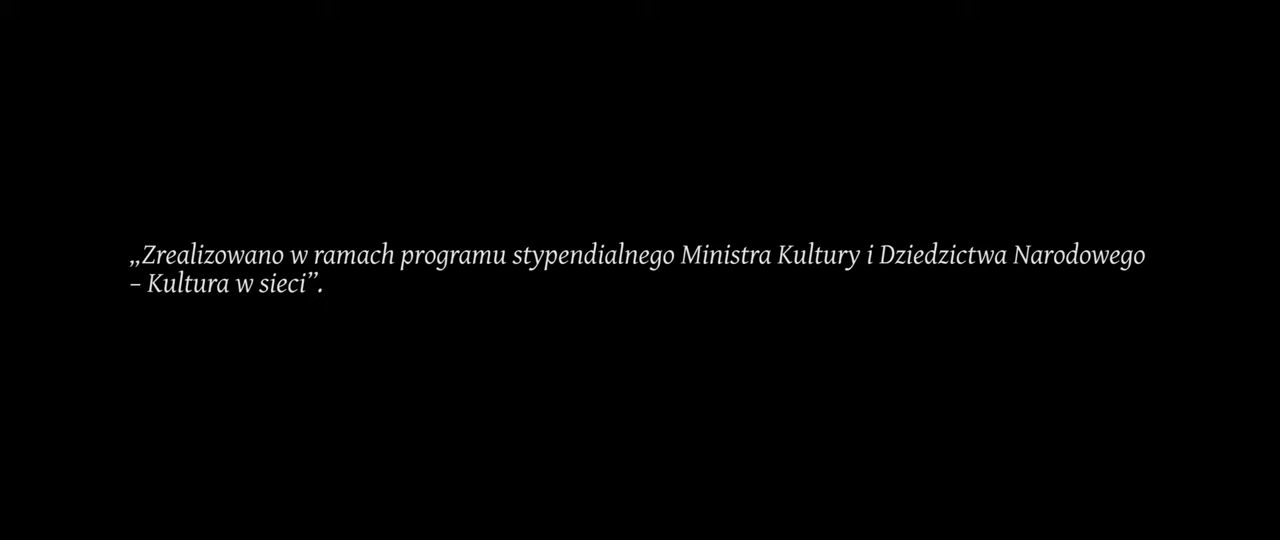 „Zrealizowano w ramach programu stypendialnego Ministra Kultury i Dziedzictwa Narodowego
– Kultura w sieci”.